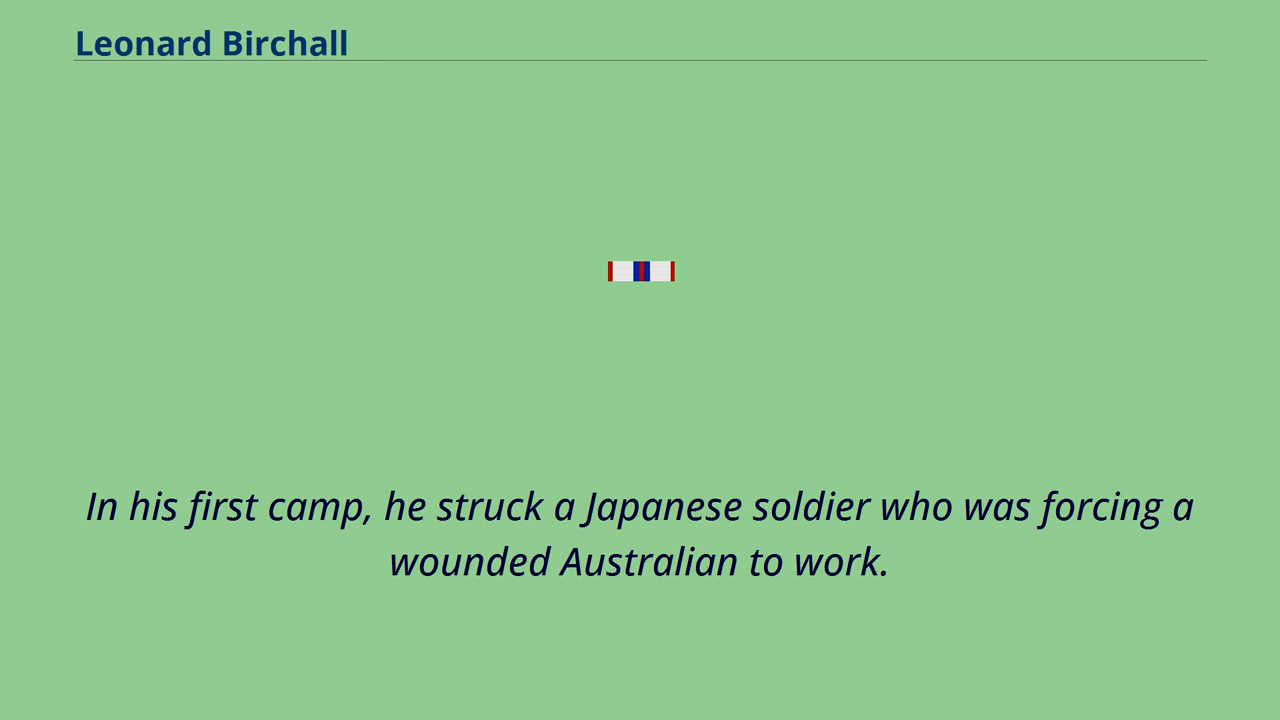 Leonard Birchall
In his first camp, he struck a Japanese soldier who was forcing a
wounded Australian to work.